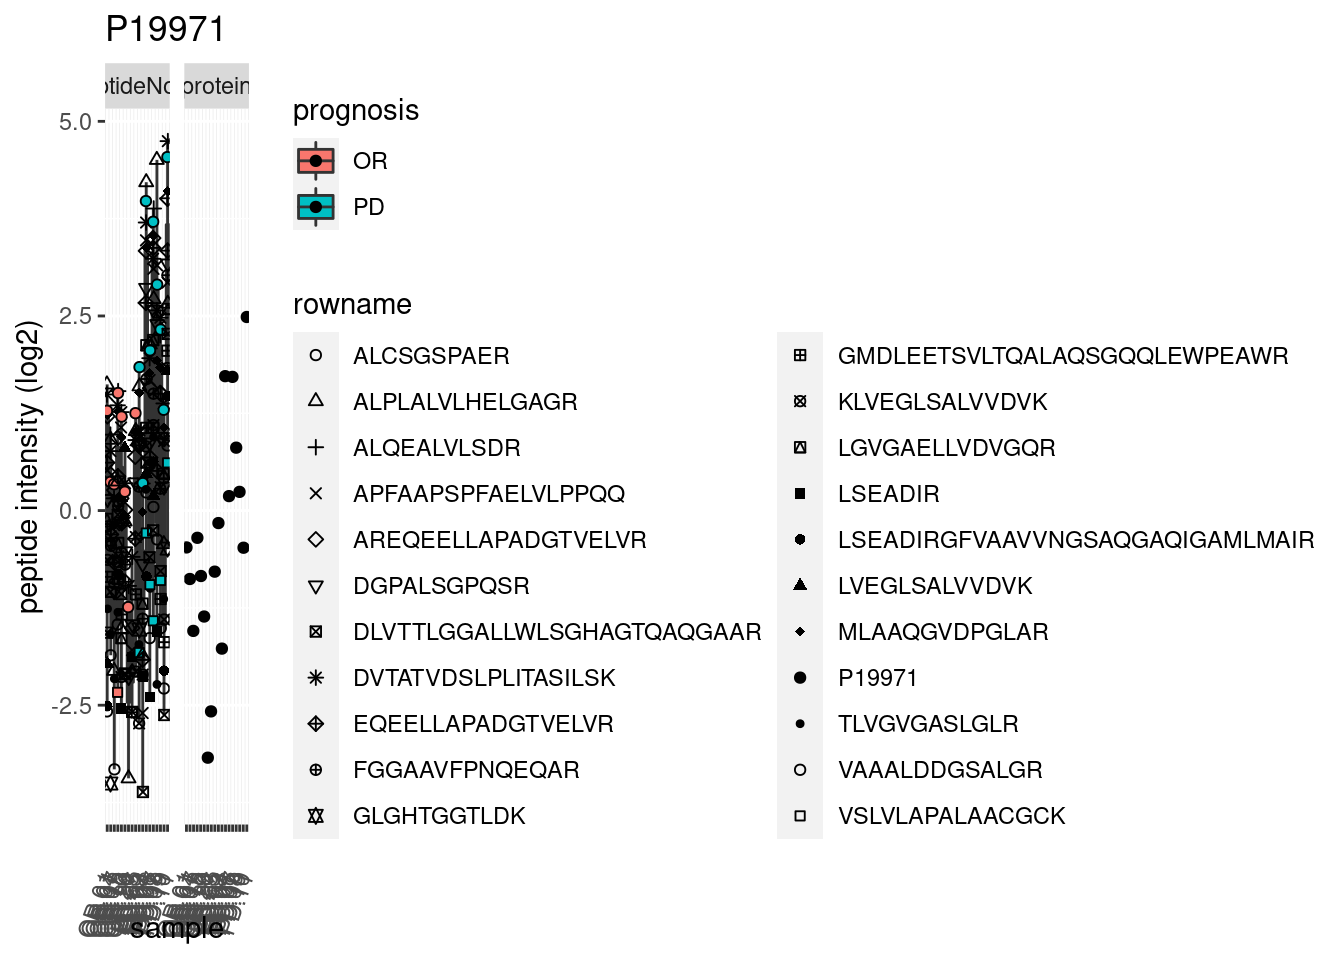 P19971
ptideNo
protein
peptide intensity (log2)
5.0
2.5
0.0
-2.5
sample
prognosis
OR
PD
rowname
ALCSGSPAER
ALPLALVLHELGAGR
ALQEALVLSDR
APFAAPSPFAELVLPPQQ
AREQEELLAPADGTVELVR
DGPALSGPQSR
DLVTTLGGALLWLSGHAGTQAQGAAR
DVTATVDSLPLITASILSK
EQEELLAPADGTVELVR
FGGAAVFPNQEQAR
GLGHTGGTLDK
GMDLEETSVLTQALAQSGQQLEWPEAWR
KLVEGLSALVVDVK
LGVGAELLVDVGQR
LSEADIR
LSEADIRGFVAAVVNGSAQGAQIGAMLMAIR
LVEGLSALVVDVK
MLAAQGVDPGLAR
P19971
TLVGVGASLGLR
VAAALDDGSALGR
VSLVLAPALAACGCK